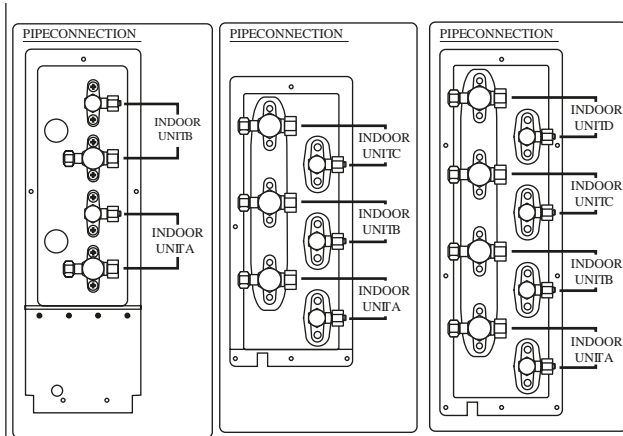 PIPECONNECTION
INDOOR
UNITB
INDOOR
UNITA
PIPECONNECTION
INDOOR
UNITC
INDOOR
UNITB
INDOOR
UNITA
PIPECONNECTION
INDOOR
UNITD
INDOOR
UNITC
INDOOR
UNITB
INDOOR
UNITA